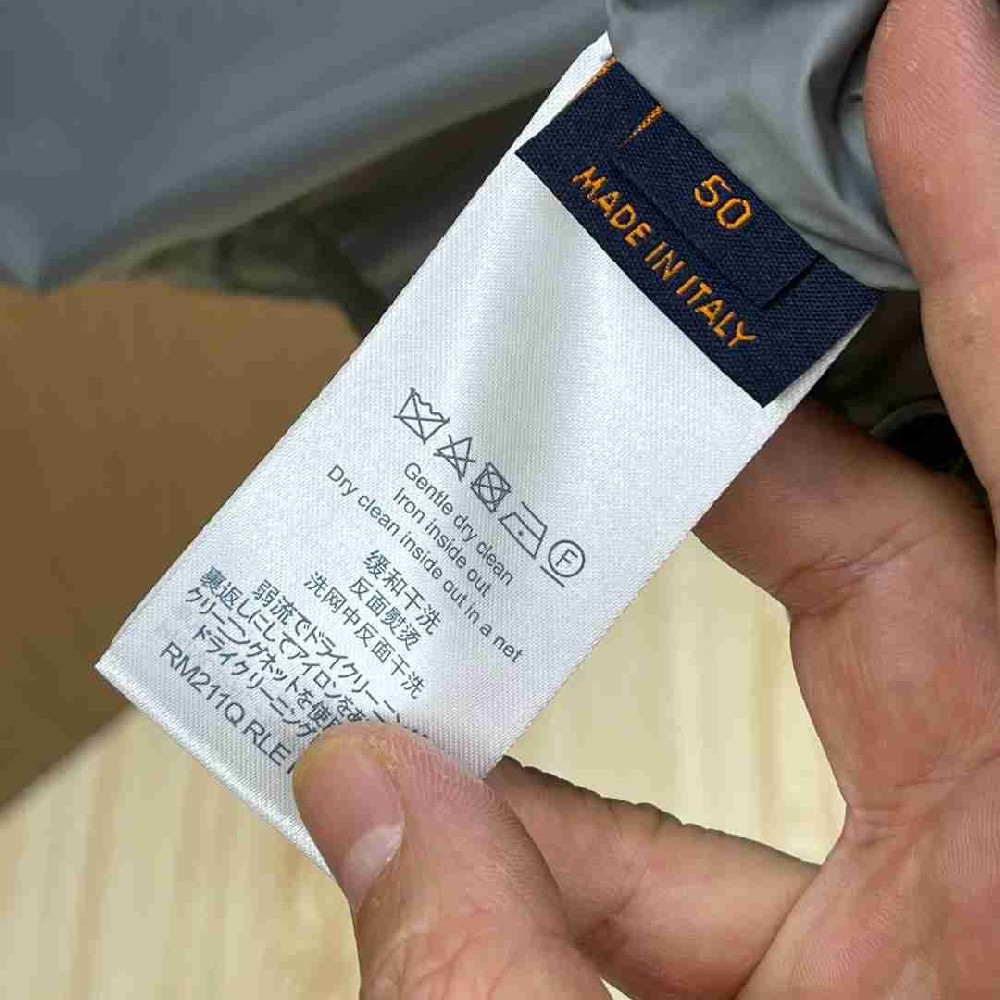 50
MADE IN ITALY
F
Gentle dry clean
Iron inside out
Dry clean inside out in a net
缓和干洗
反面熨烫
洗网中反面干洗
弱流でドライクリーニ
裏返しにしてアイロンをあ
クリーニングネットを使用
ドライクリーニング
RM211Q RLE